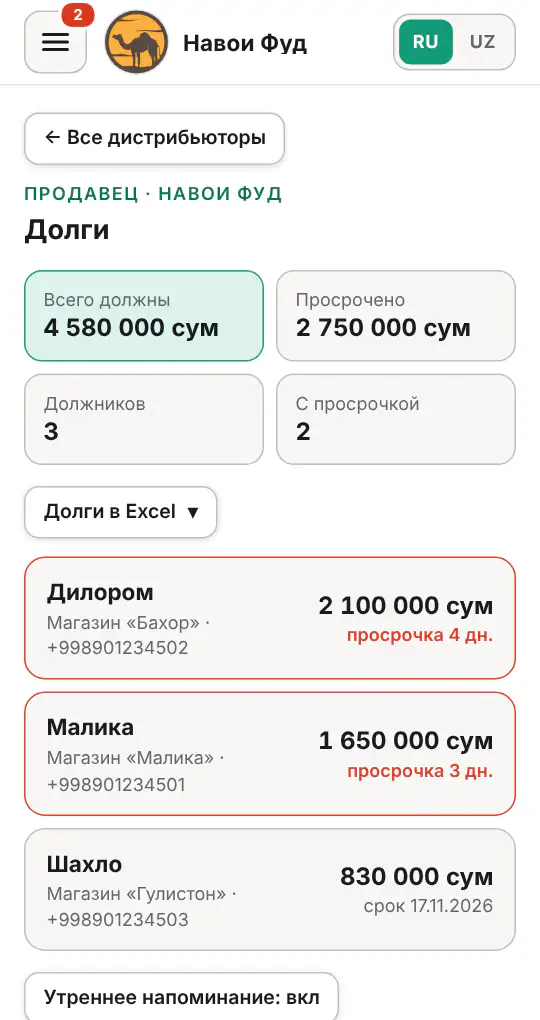 2
Навои Фуд
RU UZ
← Все дистрибьюторы
ПРОДАВЕЦ · НАВОИ ФУД
Долги
Всего должны
4 580 000 сум
Просрочено
2 750 000 сум
Должников
3
С просрочкой
2
Долги в Excel ▼
Дилором
Магазин «Бахор» ·
+998901234502
2 100 000 сум
просрочка 4 дн.
Малика
Магазин «Малика» ·
+998901234501
1 650 000 сум
просрочка 3 дн.
Шахло
Магазин «Гулистон» ·
+998901234503
830 000 сум
срок 17.11.2026
Утреннее напоминание: вкл